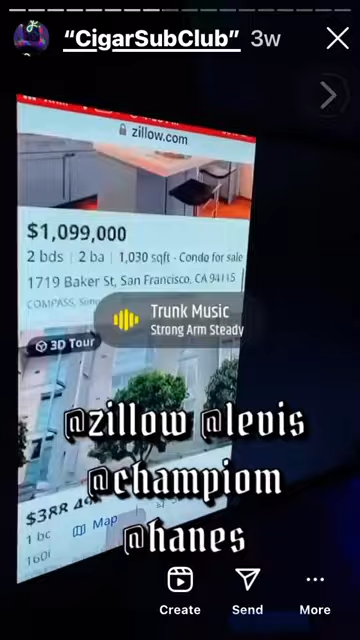 "CigarSubClub" 3w
zillow.com
$1,099,000
2 bds | 2 ba | 1,030 sqft - Condo for sale
1719 Baker St, San Francisco, CA 94115
COMPASS,
Trunk Music
Strong Arm Steady
3D Tour
@zillow @levis
@champiom
@hanes
Map
Create Send More